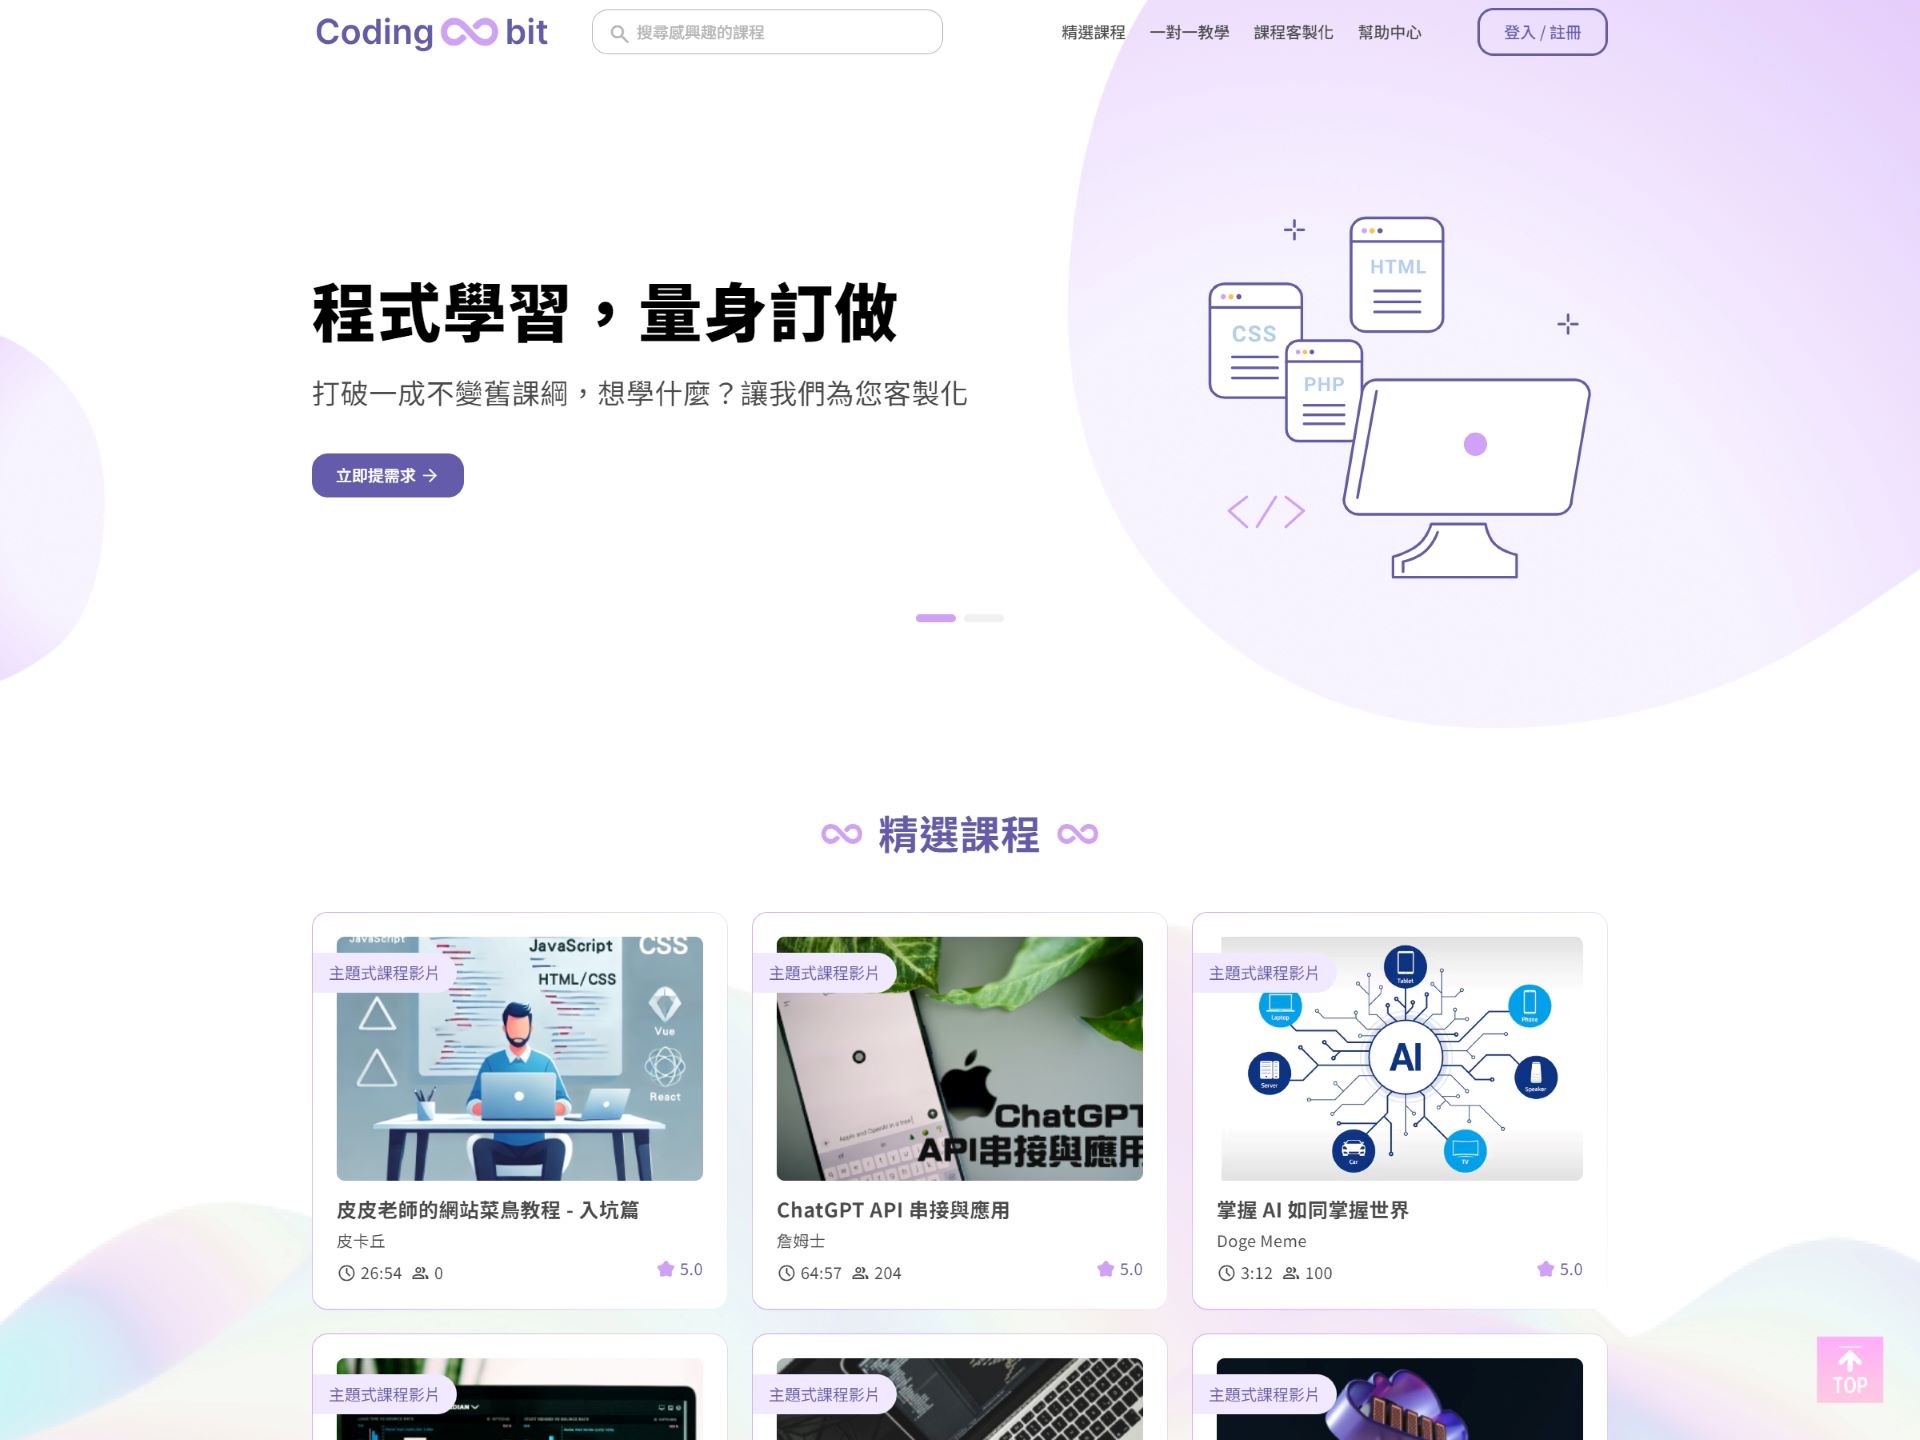 Coding bit
搜尋感興趣的課程
精選課程
一對一教學
課程客製化
幫助中心
登入 / 註冊
程式學習，量身訂做
打破一成不變舊課綱，想學什麼？讓我們為您客製化
立即提需求
HTML
CSS
PHP
</>
精選課程
主題式課程影片
JavaScript
JavaScript
CSS
HTML/CSS
Vue
React
皮皮老師的網站菜鳥教程 - 入坑篇
皮卡丘
26:54 0
5.0
主題式課程影片
Apple and OpenAI in a tree
ChatGPT
API串接與應用
ChatGPT API 串接與應用
詹姆士
64:57 204
5.0
主題式課程影片
Tablet
Laptop
Phone
AI
Server
Speaker
Car
TV
掌握 AI 如同掌握世界
Doge Meme
3:12 100
5.0
主題式課程影片
主題式課程影片
主題式課程影片
TOP